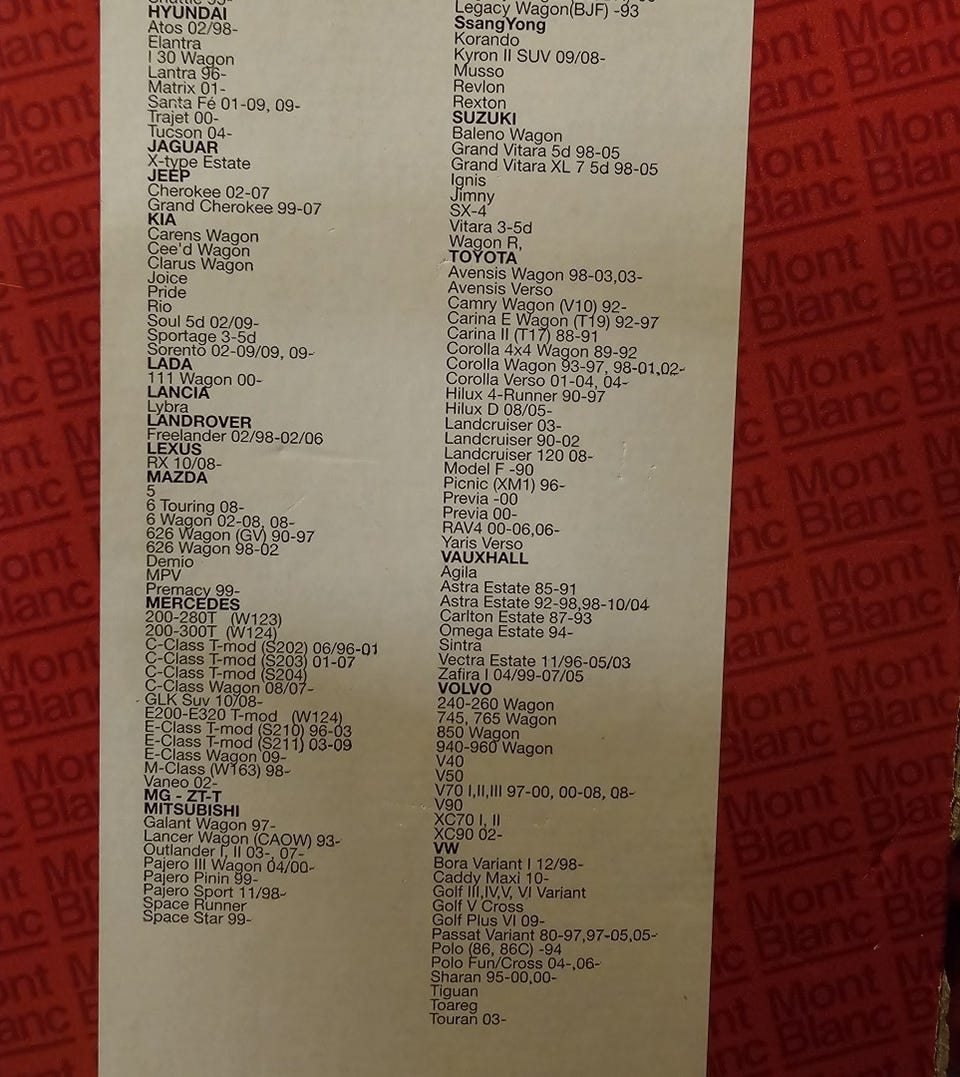 HYUNDAI
Atos 02/98-
Elantra
I 30 Wagon
Lantra 96-
Matrix 01-
Santa Fé 01-09, 09-
Trajet 00-
Tucson 04-
JAGUAR
X-type Estate
JEEP
Cherokee 02-07
Grand Cherokee 99-07
KIA
Carens Wagon
Cee'd Wagon
Clarus Wagon
Joice
Pride
Rio
Soul 5d 02/09-
Sportage 3-5d
Sorento 02-09/09, 09-
LADA
111 Wagon 00-
LANCIA
Lybra
LANDROVER
Freelander 02/98-02/06
LEXUS
RX 10/08-
MAZDA
5
6 Touring 08-
6 Wagon 02-08, 08-
626 Wagon (GV) 90-97
626 Wagon 98-02
Demio
MPV
Premacy 99-
MERCEDES
200-280T (W123)
200-300T (W124)
C-Class T-mod (S202) 06/96-01
C-Class T-mod (S203) 01-07
C-Class T-mod (S204)
C-Class Wagon 08/07-
GLK Suv 10/08-
E200-E320 T-mod (W124)
E-Class T-mod (S210) 96-03
E-Class T-mod (S211) 03-09
E-Class Wagon 09-
M-Class (W163) 98-
Vaneo 02-
MG - ZT-T
MITSUBISHI
Galant Wagon 97-
Lancer Wagon (CAOW) 93-
Outlander I, II 03-, 07-
Pajero III Wagon 04/00-
Pajero Pinin 99-
Pajero Sport 11/98-
Space Runner
Space Star 99-
Legacy Wagon(BJF) -93
SsangYong
Korando
Kyron II SUV 09/08-
Musso
Revlon
Rexton
SUZUKI
Baleno Wagon
Grand Vitara 5d 98-05
Grand Vitara XL 7 5d 98-05
Ignis
Jimny
SX-4
Vitara 3-5d
Wagon R,
TOYOTA
Avensis Wagon 98-03,03-
Avensis Verso
Camry Wagon (V10) 92-
Carina E Wagon (T19) 92-97
Carina II (T17) 88-91
Corolla 4x4 Wagon 89-92
Corolla Wagon 93-97, 98-01,02-
Corolla Verso 01-04, 04-
Hilux 4-Runner 90-97
Hilux D 08/05-
Landcruiser 03-
Landcruiser 90-02
Landcruiser 120 08-
Model F -90
Picnic (XM1) 96-
Previa -00
Previa 00-
RAV4 00-06,06-
Yaris Verso
VAUXHALL
Agila
Astra Estate 85-91
Astra Estate 92-98,98-10/04
Carlton Estate 87-93
Omega Estate 94-
Sintra
Vectra Estate 11/96-05/03
Zafira I 04/99-07/05
VOLVO
240-260 Wagon
745, 765 Wagon
850 Wagon
940-960 Wagon
V40
V50
V70 I,II,III 97-00, 00-08, 08-
V90
XC70 I, II
XC90 02-
VW
Bora Variant I 12/98-
Caddy Maxi 10-
Golf III,IV,V, VI Variant
Golf V Cross
Golf Plus VI 09-
Passat Variant 80-97,97-05,05-
Polo (86, 86C) -94
Polo Fun/Cross 04-,06-
Sharan 95-00,00-
Tiguan
Toareg
Touran 03-
Mont
Blanc